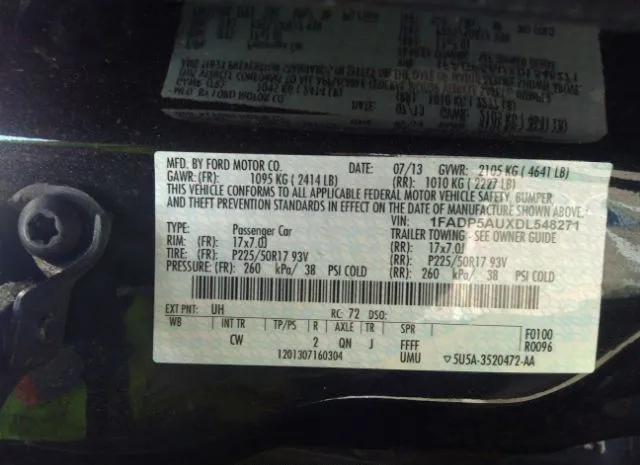 MFD. BY FORD MOTOR CO. DATE: 07/13 GVWR: 2105 KG ( 4641 LB)
GAWR: (FR): 1095 KG ( 2414 LB) (RR): 1010 KG ( 2227 LB)
THIS VEHICLE CONFORMS TO ALL APPLICABLE FEDERAL MOTOR VEHICLE SAFETY, BUMPER,
AND THEFT PREVENTION STANDARDS IN EFFECT ON THE DATE OF MANUFACTURE SHOWN ABOVE.
VIN: 1FADP5AUXDL548271
TYPE: Passenger Car TRAILER TOWING - SEE OWNER GUIDE
RIM: (FR): 17x7.0J (RR): 17x7.0J
TIRE: (FR): P225/50R17 93V (RR): P225/50R17 93V
PRESSURE: (FR): 260 kPa/ 38 PSI COLD (RR): 260 kPa/ 38 PSI COLD
EXT PNT: UH RC: 72 DSO:
WB INT TR TP/PS R AXLE TR SPR F0100
CW 2 QN J FFFF R0096
1201307160304 UMU ▽5U5A-3520472-AA